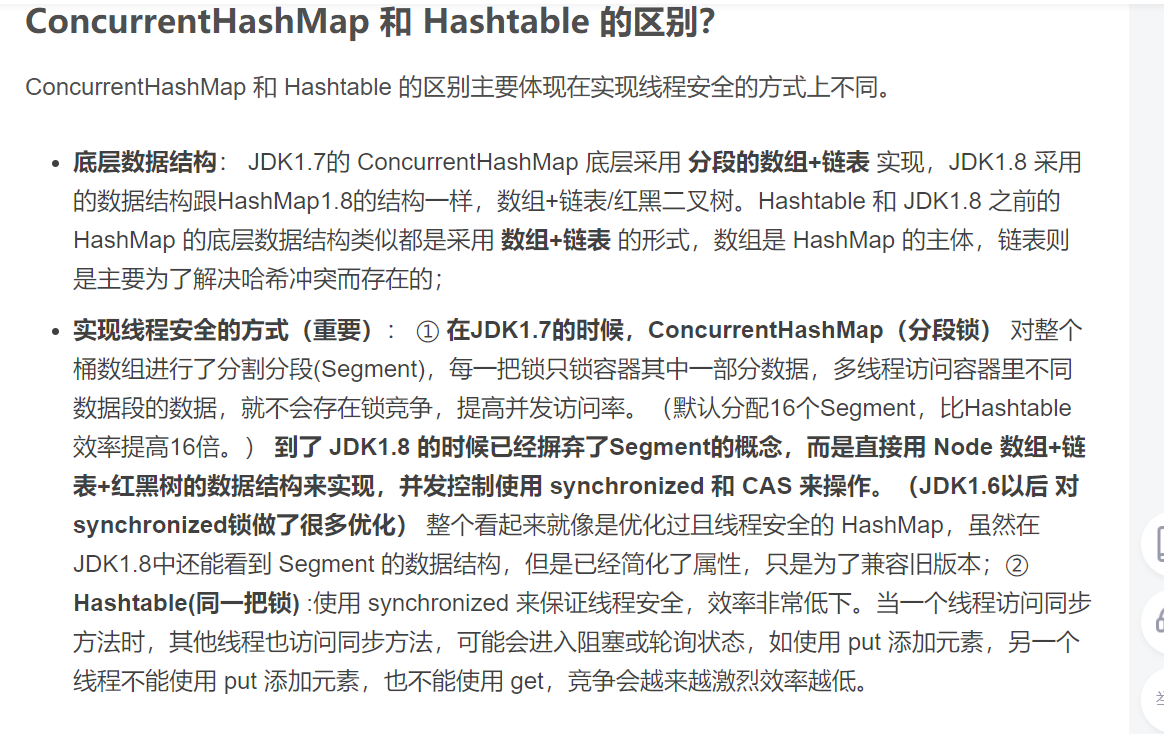 ConcurrentHashMap 和 Hashtable 的区别？
ConcurrentHashMap 和 Hashtable 的区别主要体现在实现线程安全的方式上不同。
• 底层数据结构： JDK1.7的 ConcurrentHashMap 底层采用 分段的数组+链表 实现，JDK1.8 采用
的数据结构跟HashMap1.8的结构一样，数组+链表/红黑二叉树。Hashtable 和 JDK1.8 之前的
HashMap 的底层数据结构类似都是采用 数组+链表 的形式，数组是 HashMap 的主体，链表则
是主要为了解决哈希冲突而存在的；
• 实现线程安全的方式（重要）： ① 在JDK1.7的时候，ConcurrentHashMap（分段锁） 对整个
桶数组进行了分割分段(Segment)，每一把锁只锁容器其中一部分数据，多线程访问容器里不同
数据段的数据，就不会存在锁竞争，提高并发访问率。（默认分配16个Segment，比Hashtable
效率提高16倍。） 到了 JDK1.8 的时候已经摒弃了Segment的概念，而是直接用 Node 数组+链
表+红黑树的数据结构来实现，并发控制使用 synchronized 和 CAS 来操作。（JDK1.6以后 对
synchronized锁做了很多优化） 整个看起来就像是优化过且线程安全的 HashMap，虽然在
JDK1.8中还能看到 Segment 的数据结构，但是已经简化了属性，只是为了兼容旧版本；②
Hashtable(同一把锁) :使用 synchronized 来保证线程安全，效率非常低下。当一个线程访问同步
方法时，其他线程也访问同步方法，可能会进入阻塞或轮询状态，如使用 put 添加元素，另一个
线程不能使用 put 添加元素，也不能使用 get，竞争会越来越激烈效率越低。